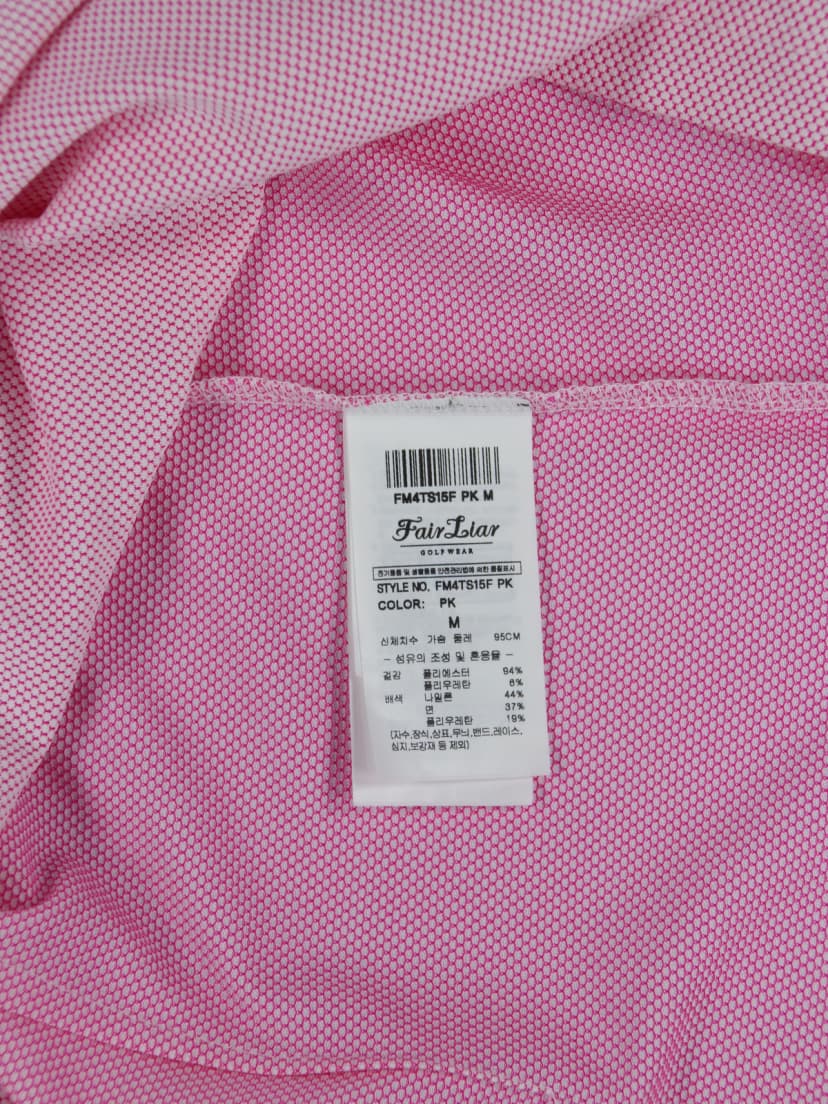 FM4TS15F PK M
Fair Liar
GOLF WEAR
전기용품 및 생활용품 안전관리법에 의한 품질표시
STYLE NO. FM4TS15F PK
COLOR: PK
M
신체치수 가슴 둘레 95CM
- 섬유의 조성 및 혼용율 -
겉감 폴리에스터 94%
폴리우레탄 6%
배색 나일론 44%
면 37%
폴리우레탄 19%
(자수,장식,상표,무늬,밴드,레이스,
심지,보강재 등 제외)